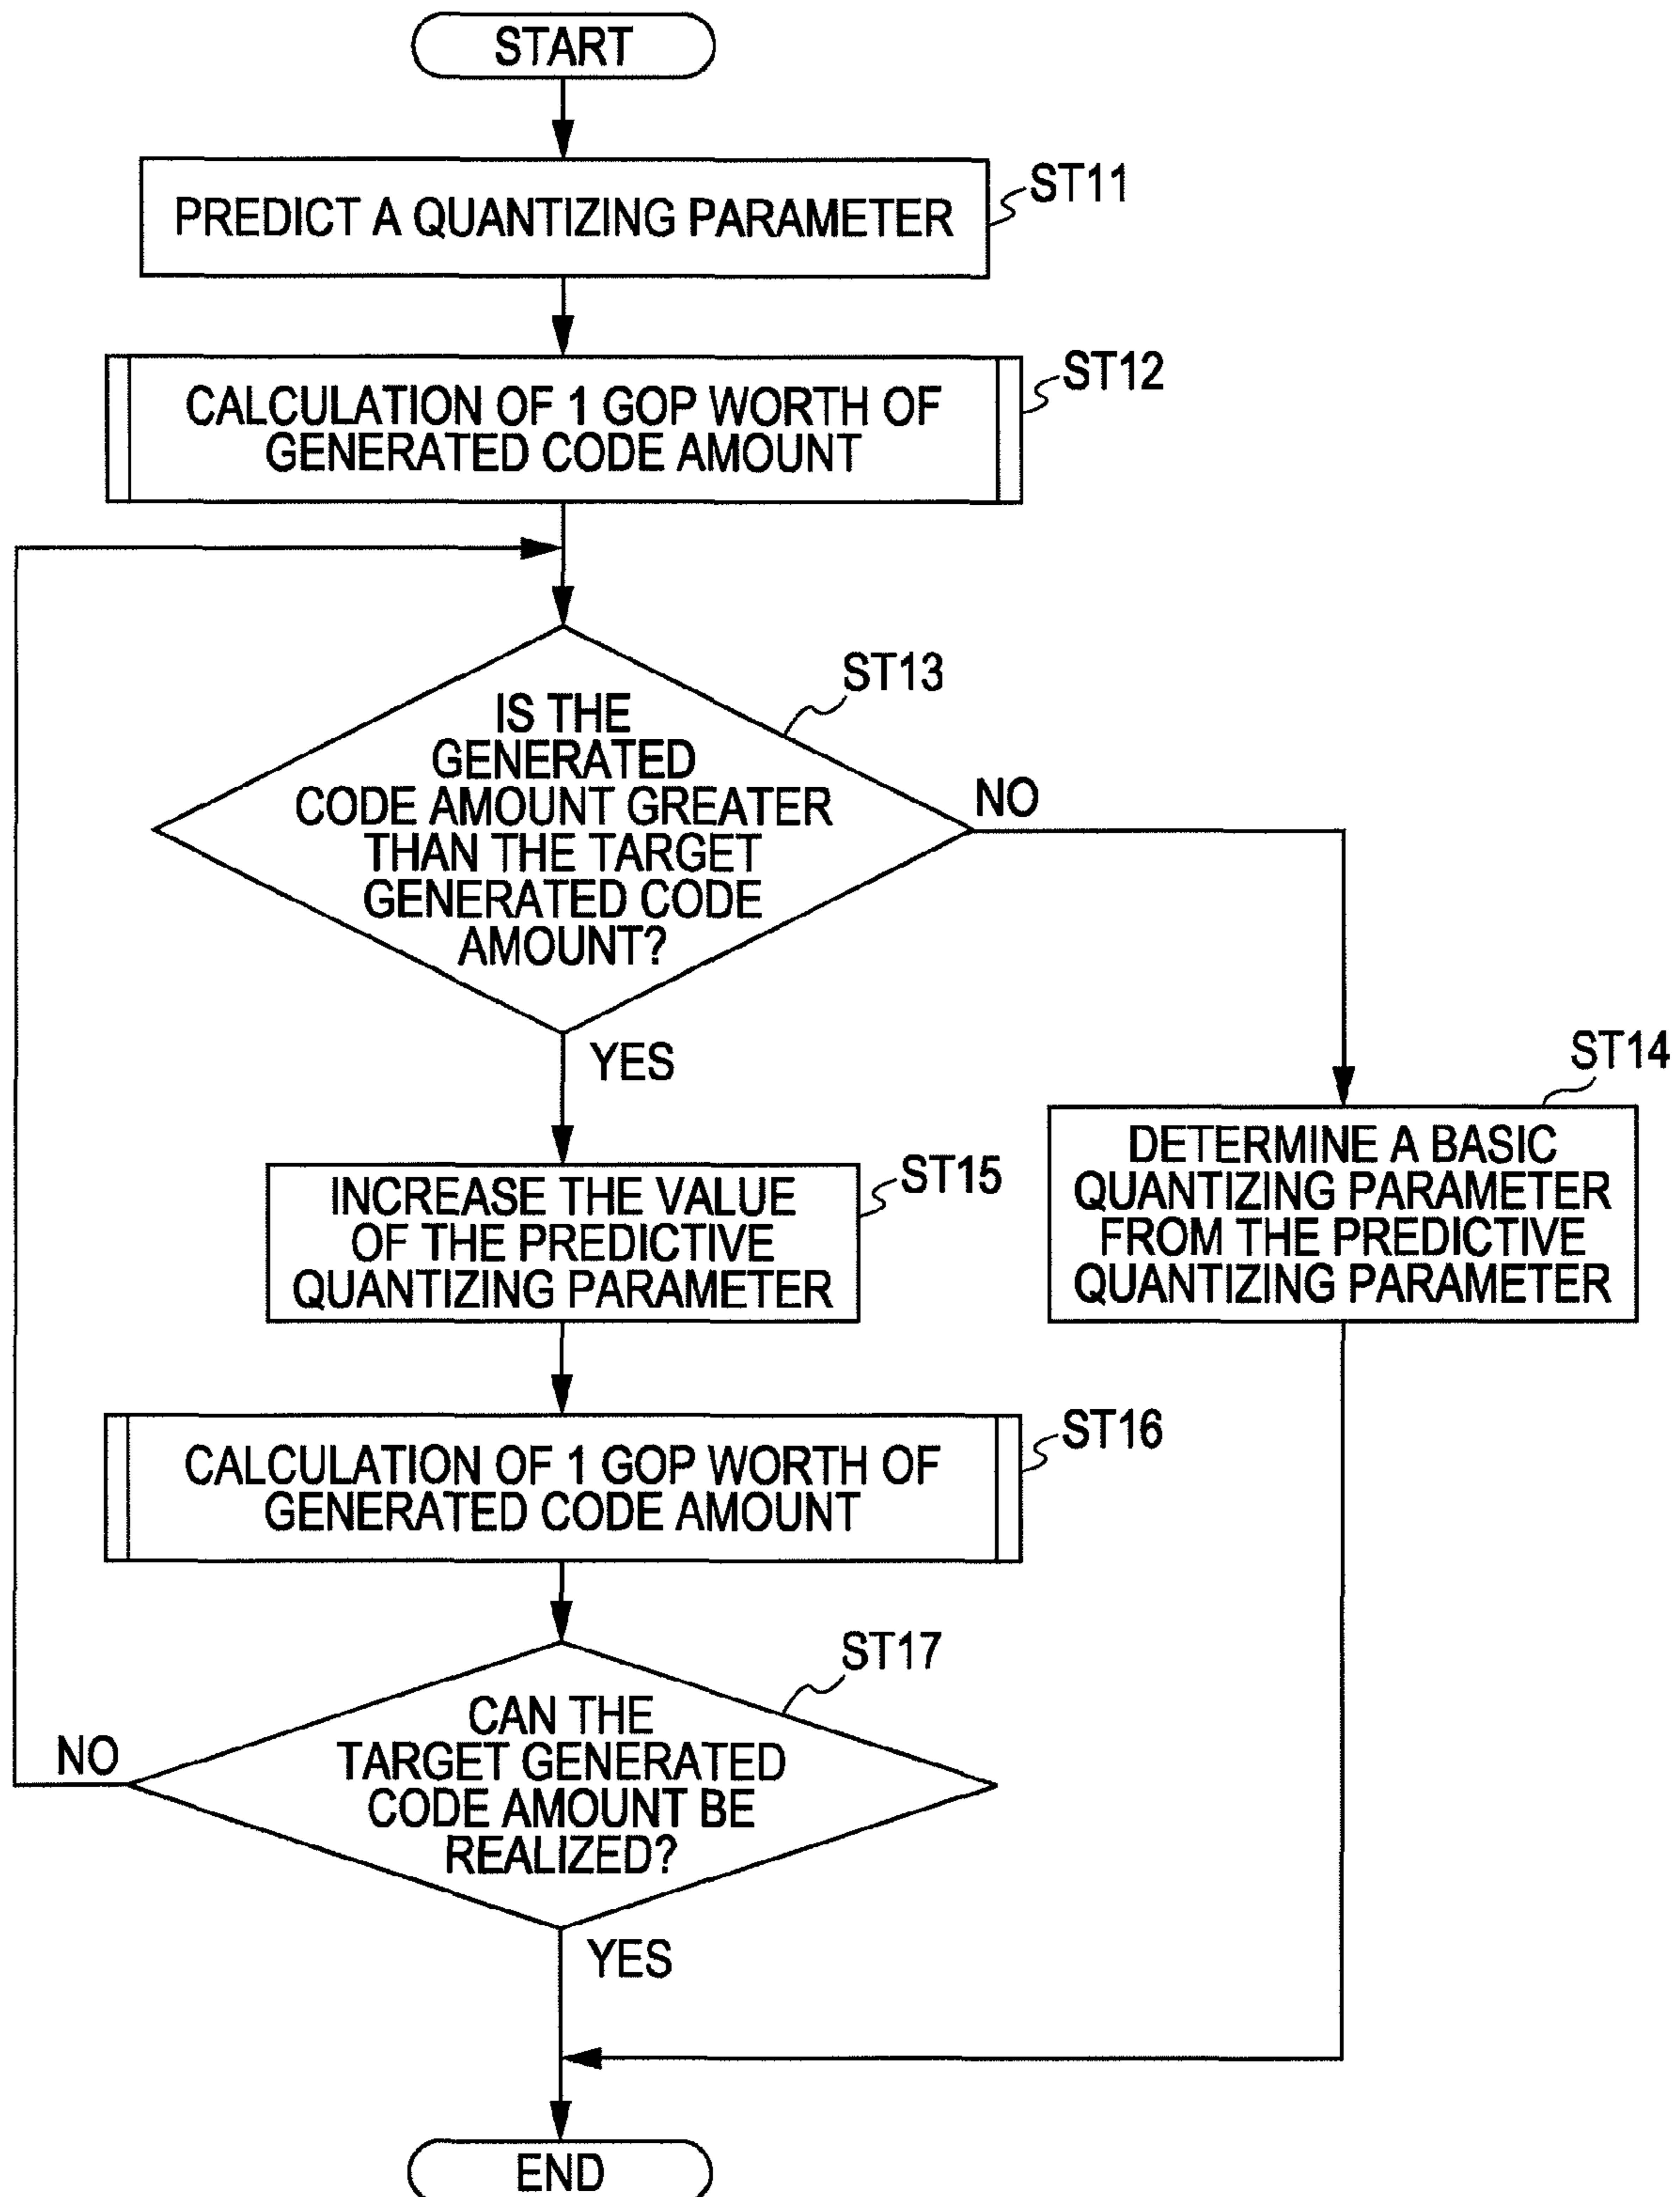 START
PREDICT A QUANTIZING PARAMETER
ST11
CALCULATION OF 1 GOP WORTH OF
GENERATED CODE AMOUNT
ST12
IS THE
GENERATED
CODE AMOUNT GREATER
THAN THE TARGET
GENERATED CODE
AMOUNT?
ST13
NO
YES
ST14
DETERMINE A BASIC
QUANTIZING PARAMETER
FROM THE PREDICTIVE
QUANTIZING PARAMETER
INCREASE THE VALUE
OF THE PREDICTIVE
QUANTIZING PARAMETER
ST15
CALCULATION OF 1 GOP WORTH OF
GENERATED CODE AMOUNT
ST16
CAN THE
TARGET GENERATED
CODE AMOUNT BE
REALIZED?
ST17
NO
YES
END